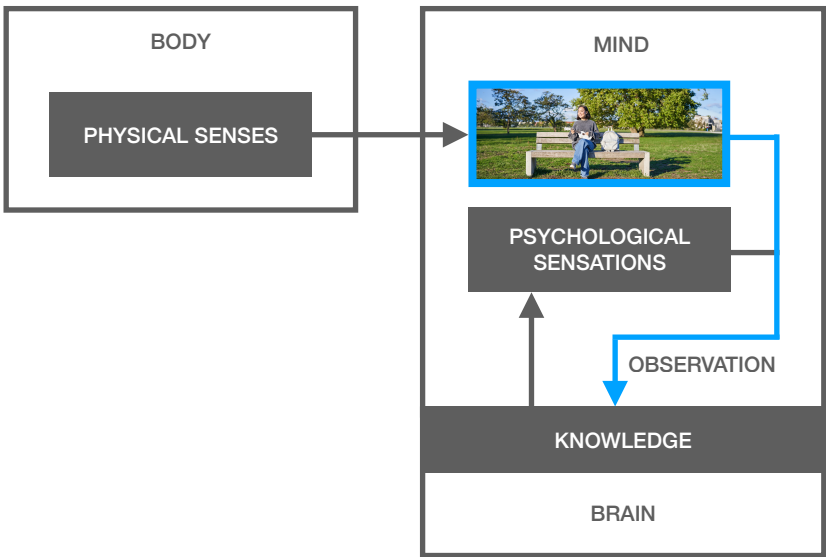 BODY
PHYSICAL SENSES
MIND
PSYCHOLOGICAL
SENSATIONS
OBSERVATION
KNOWLEDGE
BRAIN